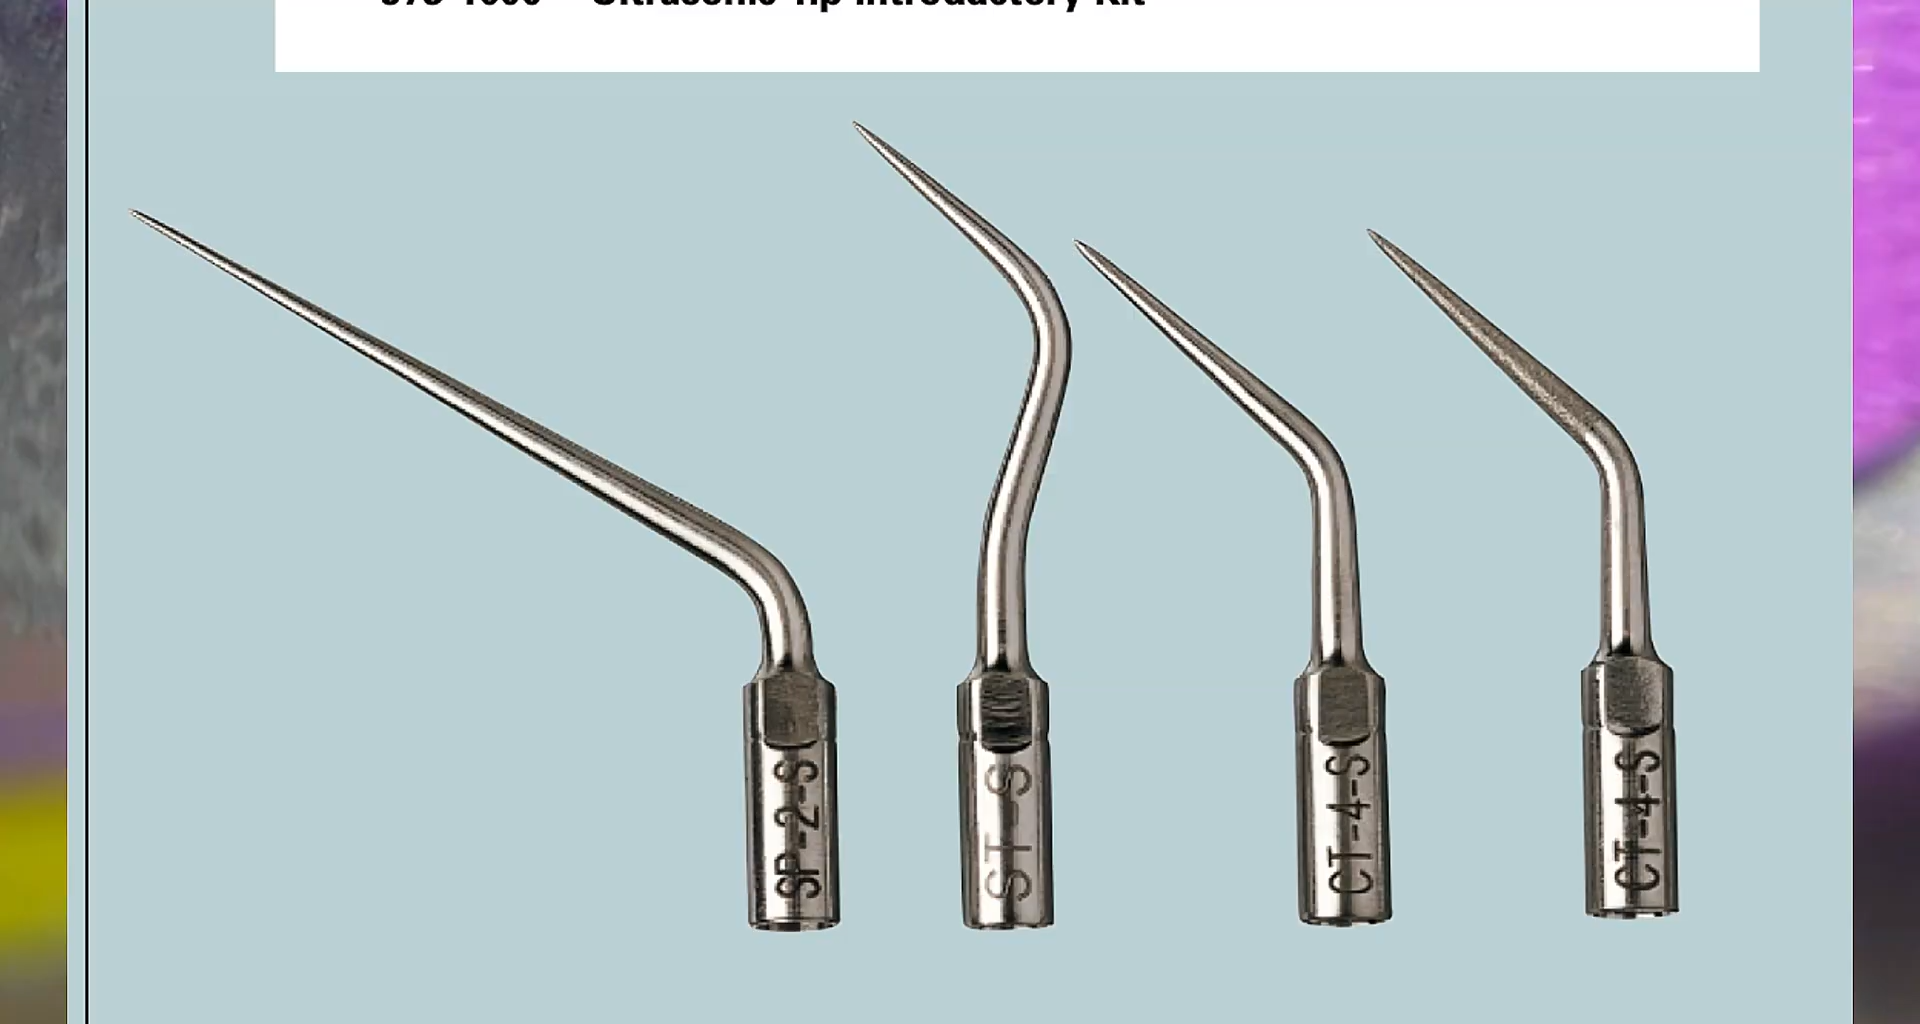 Ultrasonic Tip Introductory Kit
SP-2-S
ST-S
CT-4-S
CT-4-S